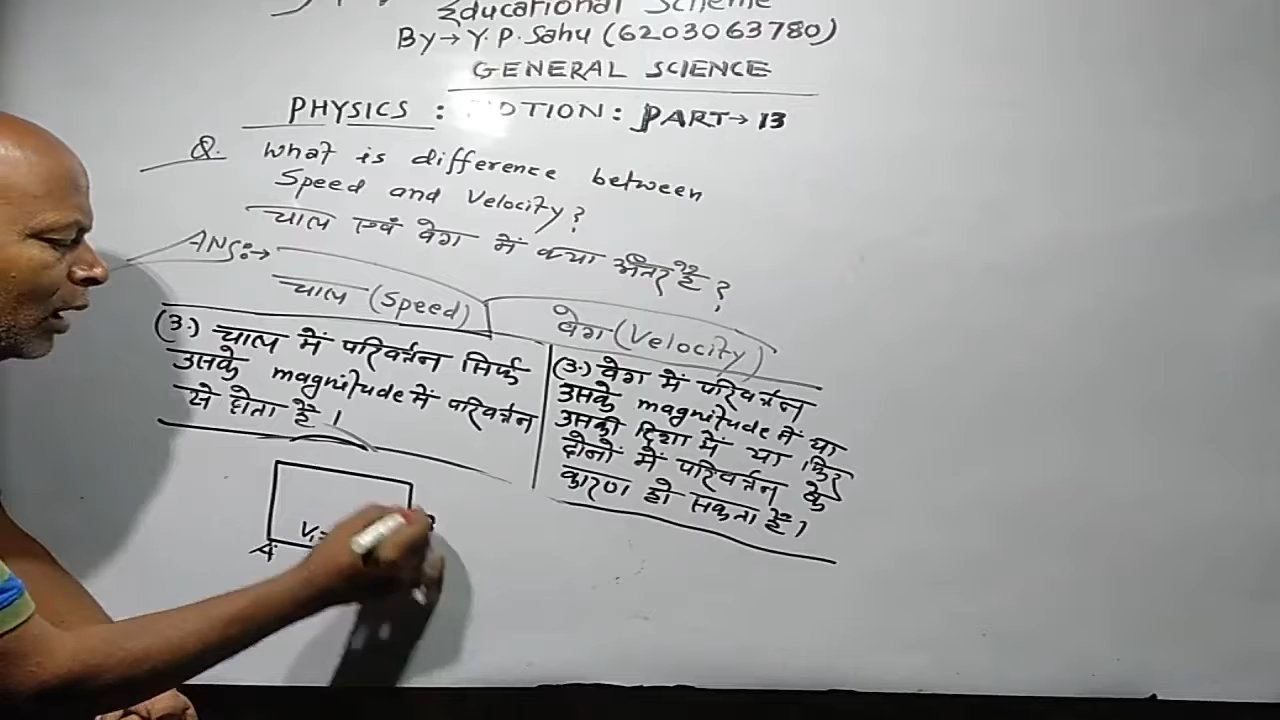 Educational Scheme
By→ Y.P. Sahu (6203063780)
GENERAL SCIENCE
PHYSICS : MOTION: PART→ 13
Q. What is difference between
Speed and Velocity?
चाल एवं वेग में क्या अंतर है ?
ANS:→
चाल (Speed)
वेग (Velocity)
(3.) चाल में परिवर्तन सिर्फ
उसके magnitude में परिवर्तन
से होता है ।
(3.) वेग में परिवर्तन
उसके magnitude में या
उसकी दिशा में या फिर
दोनों में परिवर्तन के
कारण हो सकता है ।
V₁=
A
B